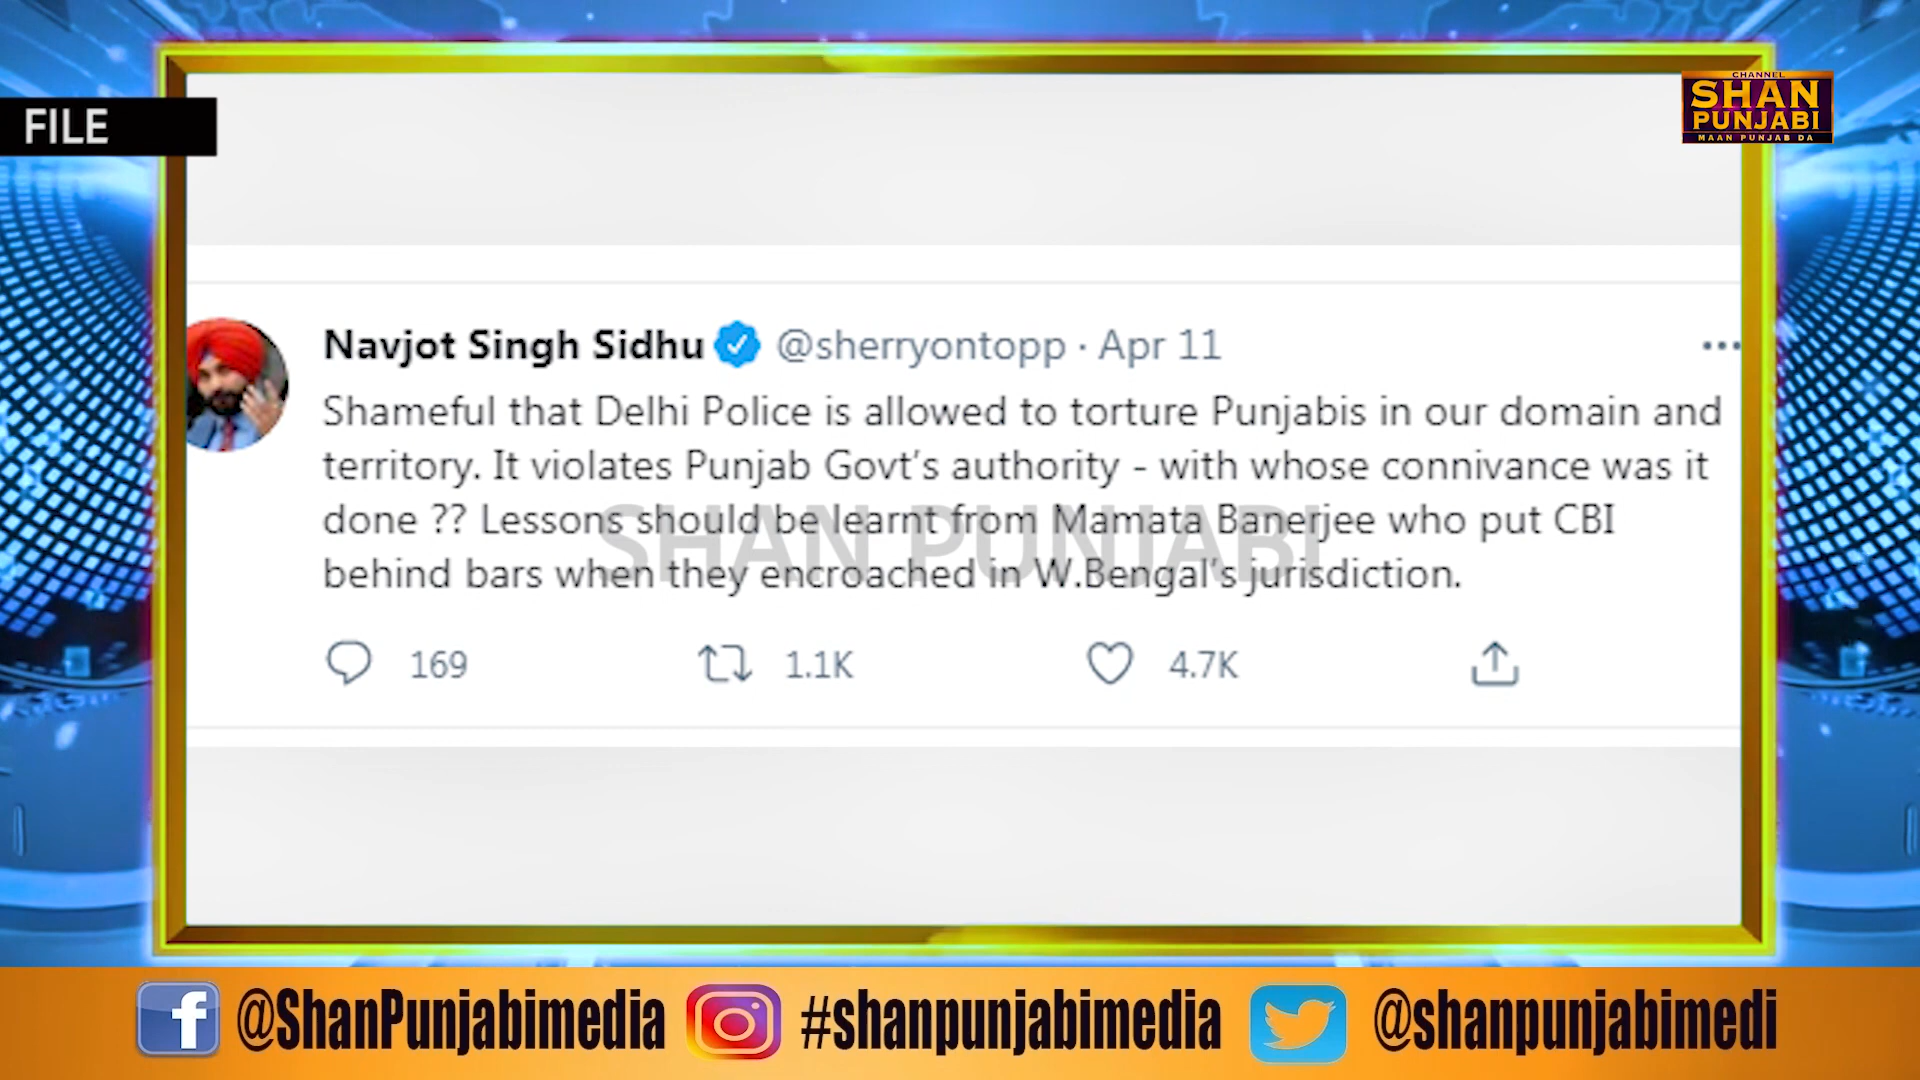 FILE
CHANNEL
SHAN
PUNJABI
MAAN PUNJAB DA
Navjot Singh Sidhu @sherryontopp · Apr 11
Shameful that Delhi Police is allowed to torture Punjabis in our domain and
territory. It violates Punjab Govt's authority - with whose connivance was it
done ?? Lessons should be learnt from Mamata Banerjee who put CBI
behind bars when they encroached in W.Bengal's jurisdiction.
SHAN PUNJABI
169 1.1K 4.7K
@ShanPunjabimedia #shanpunjabimedia @shanpunjabimedi